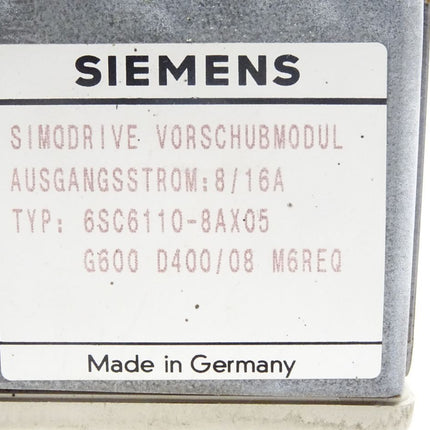 SIEMENS
SIMODRIVE VORSCHUBMODUL
AUSGANGSSTROM:8/16A
TYP: 6SC6110-8AX05
G600 D400/08 M6REQ
Made in Germany